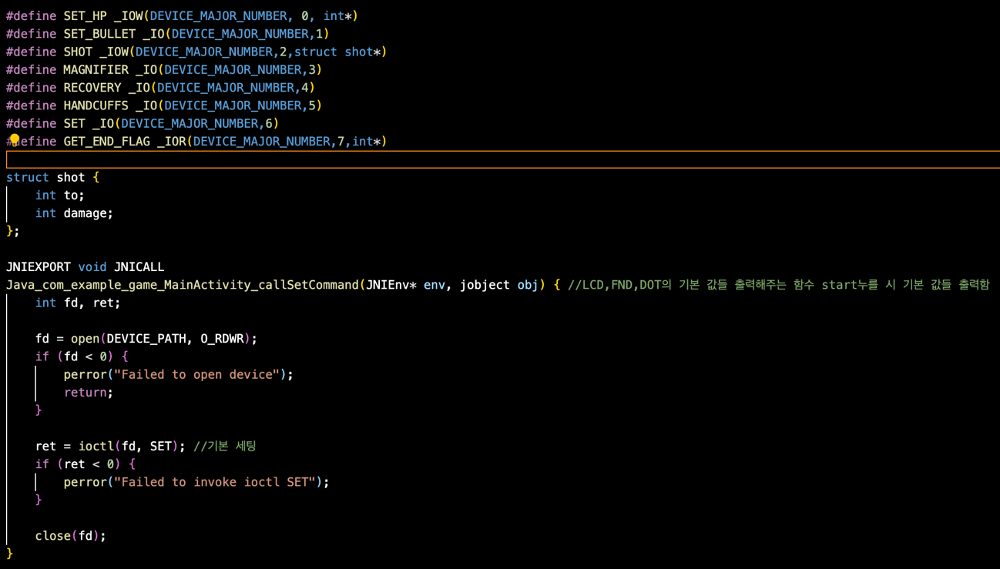 #define SET_HP _IOW(DEVICE_MAJOR_NUMBER, 0, int*)
#define SET_BULLET _IO(DEVICE_MAJOR_NUMBER,1)
#define SHOT _IOW(DEVICE_MAJOR_NUMBER,2,struct shot*)
#define MAGNIFIER _IO(DEVICE_MAJOR_NUMBER,3)
#define RECOVERY _IO(DEVICE_MAJOR_NUMBER,4)
#define HANDCUFFS _IO(DEVICE_MAJOR_NUMBER,5)
#define SET _IO(DEVICE_MAJOR_NUMBER,6)
#define GET_END_FLAG _IOR(DEVICE_MAJOR_NUMBER,7,int*)
struct shot {
    int to;
    int damage;
};
JNIEXPORT void JNICALL
Java_com_example_game_MainActivity_callSetCommand(JNIEnv* env, jobject obj) { //LCD,FND,DOT의 기본 값들 출력해주는 함수 start누를 시 기본 값들 출력함
    int fd, ret;
    fd = open(DEVICE_PATH, O_RDWR);
    if (fd < 0) {
        perror("Failed to open device");
        return;
    }
    ret = ioctl(fd, SET); //기본 세팅
    if (ret < 0) {
        perror("Failed to invoke ioctl SET");
    }
    close(fd);
}